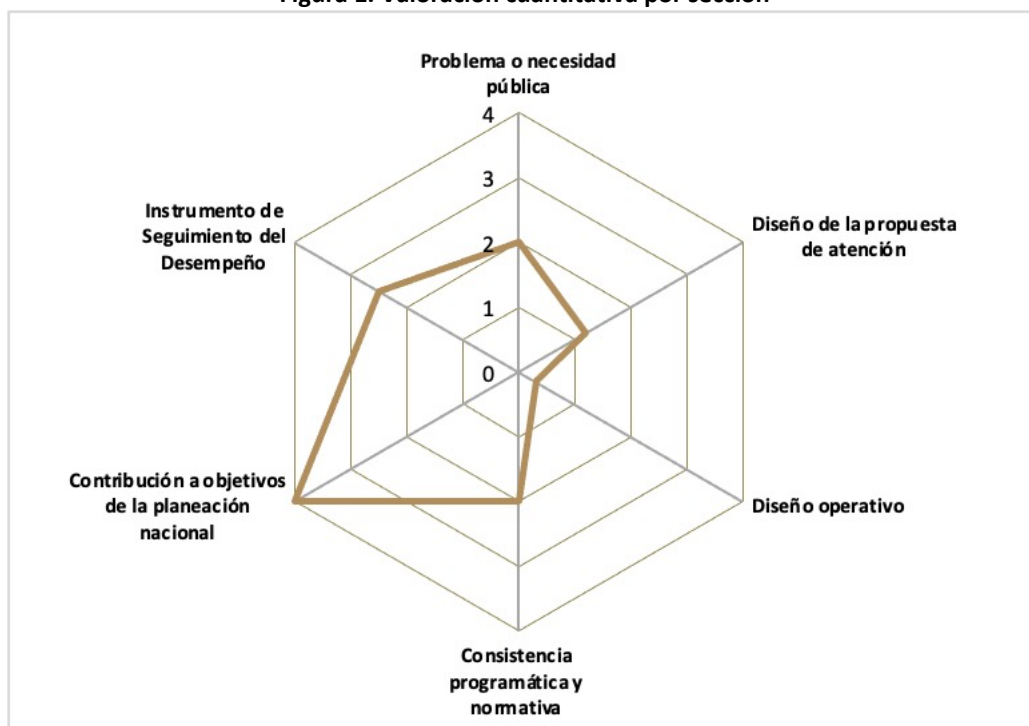 Problema o necesidad
pública
4
3
2
1
0
Diseño de la propuesta
de atención
Diseño operativo
Consistencia
programática y
normativa
Contribución a objetivos
de la planeación
nacional
Instrumento de
Seguimiento del
Desempeño